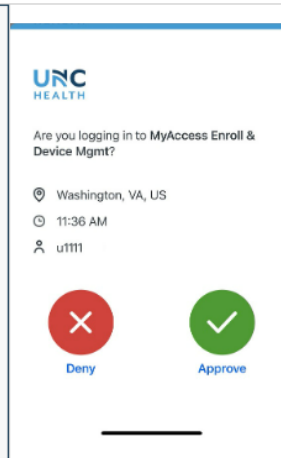 UNC
HEALTH
Are you logging in to MyAccess Enroll &
Device Mgmt?
Washington, VA, US
11:36 AM
u1111
Deny
Approve